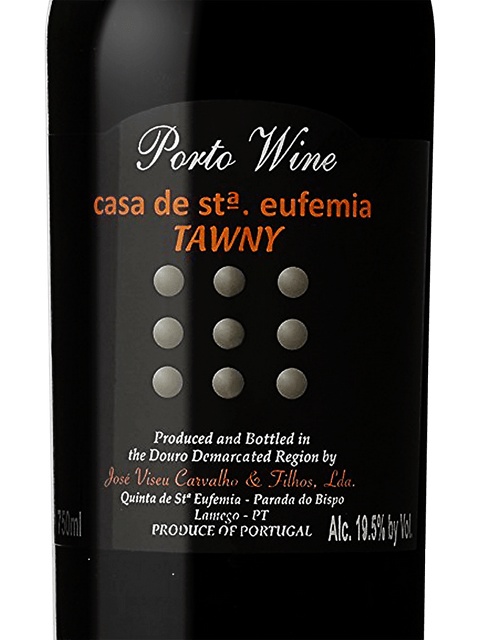 Porto Wine
casa de stª. eufemia
TAWNY
Produced and Bottled in
the Douro Demarcated Region by
José Viseu Carvalho & Filhos, Lda.
Quinta de Stª Eufemia - Parada do Bispo
Lamego - PT
PRODUCE OF PORTUGAL
750ml
Alc. 19.5% by Vol.